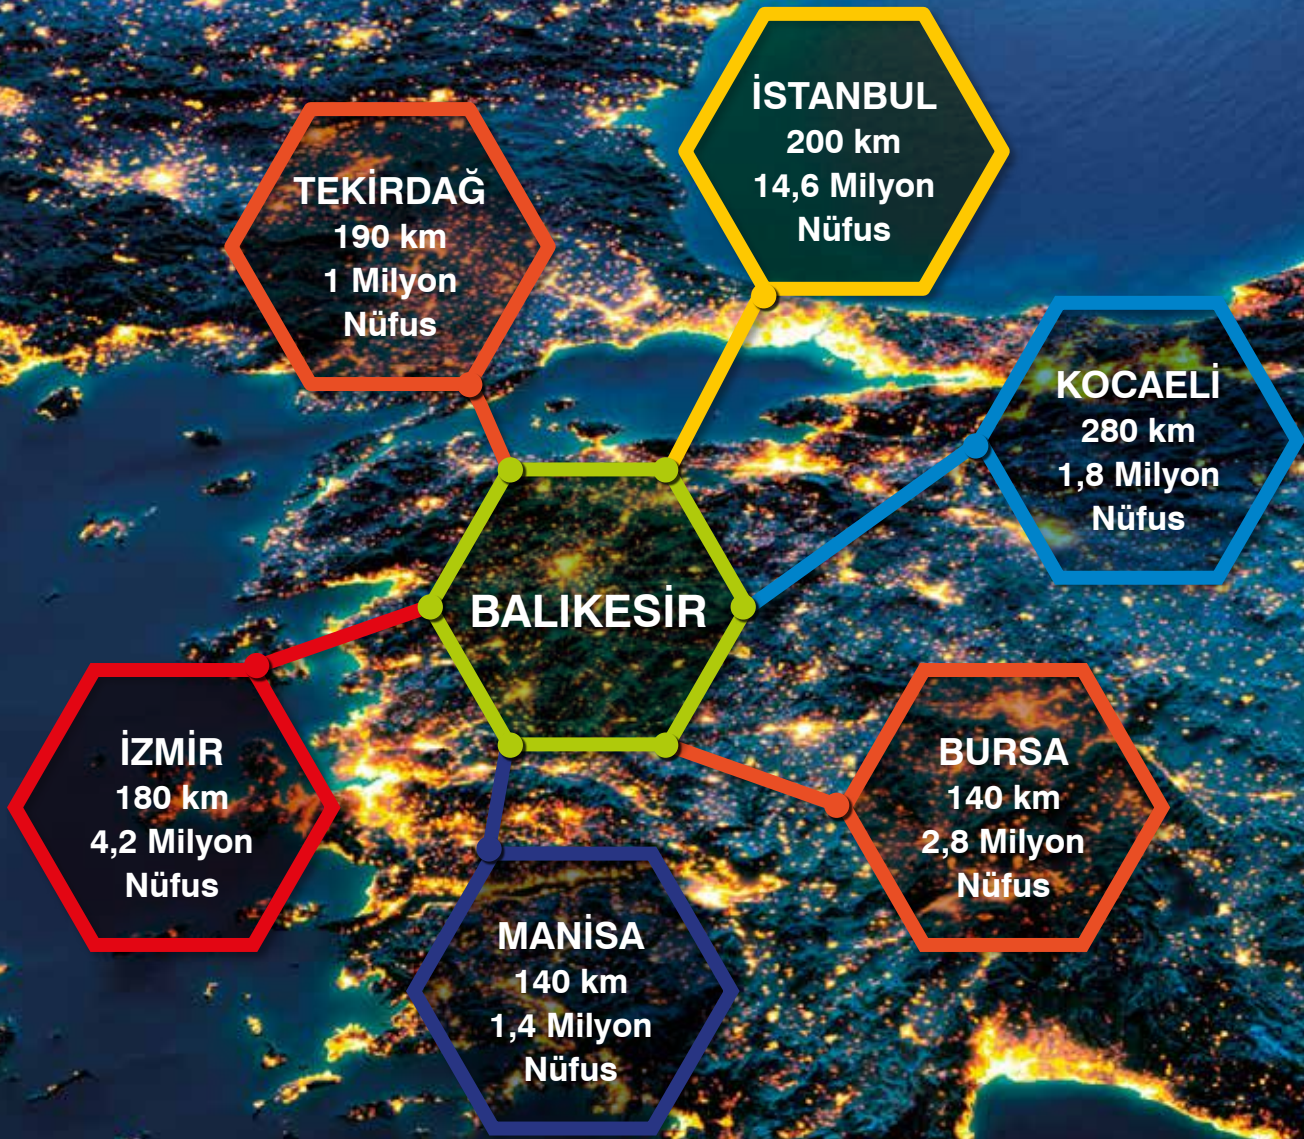 İSTANBUL
200 km
14,6 Milyon
Nüfus
TEKİRDAĞ
190 km
1 Milyon
Nüfus
KOCAELİ
280 km
1,8 Milyon
Nüfus
BALIKESİR
İZMİR
180 km
4,2 Milyon
Nüfus
BURSA
140 km
2,8 Milyon
Nüfus
MANİSA
140 km
1,4 Milyon
Nüfus